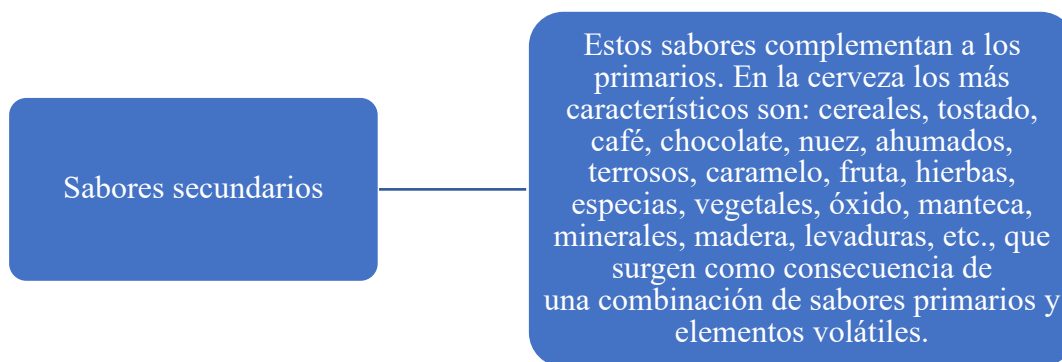 Sabores secundarios
Estos sabores complementan a los
primarios. En la cerveza los más
característicos son: cereales, tostado,
café, chocolate, nuez, ahumados,
terrosos, caramelo, fruta, hierbas,
especias, vegetales, óxido, manteca,
minerales, madera, levaduras, etc., que
surgen como consecuencia de
una combinación de sabores primarios y
elementos volátiles.